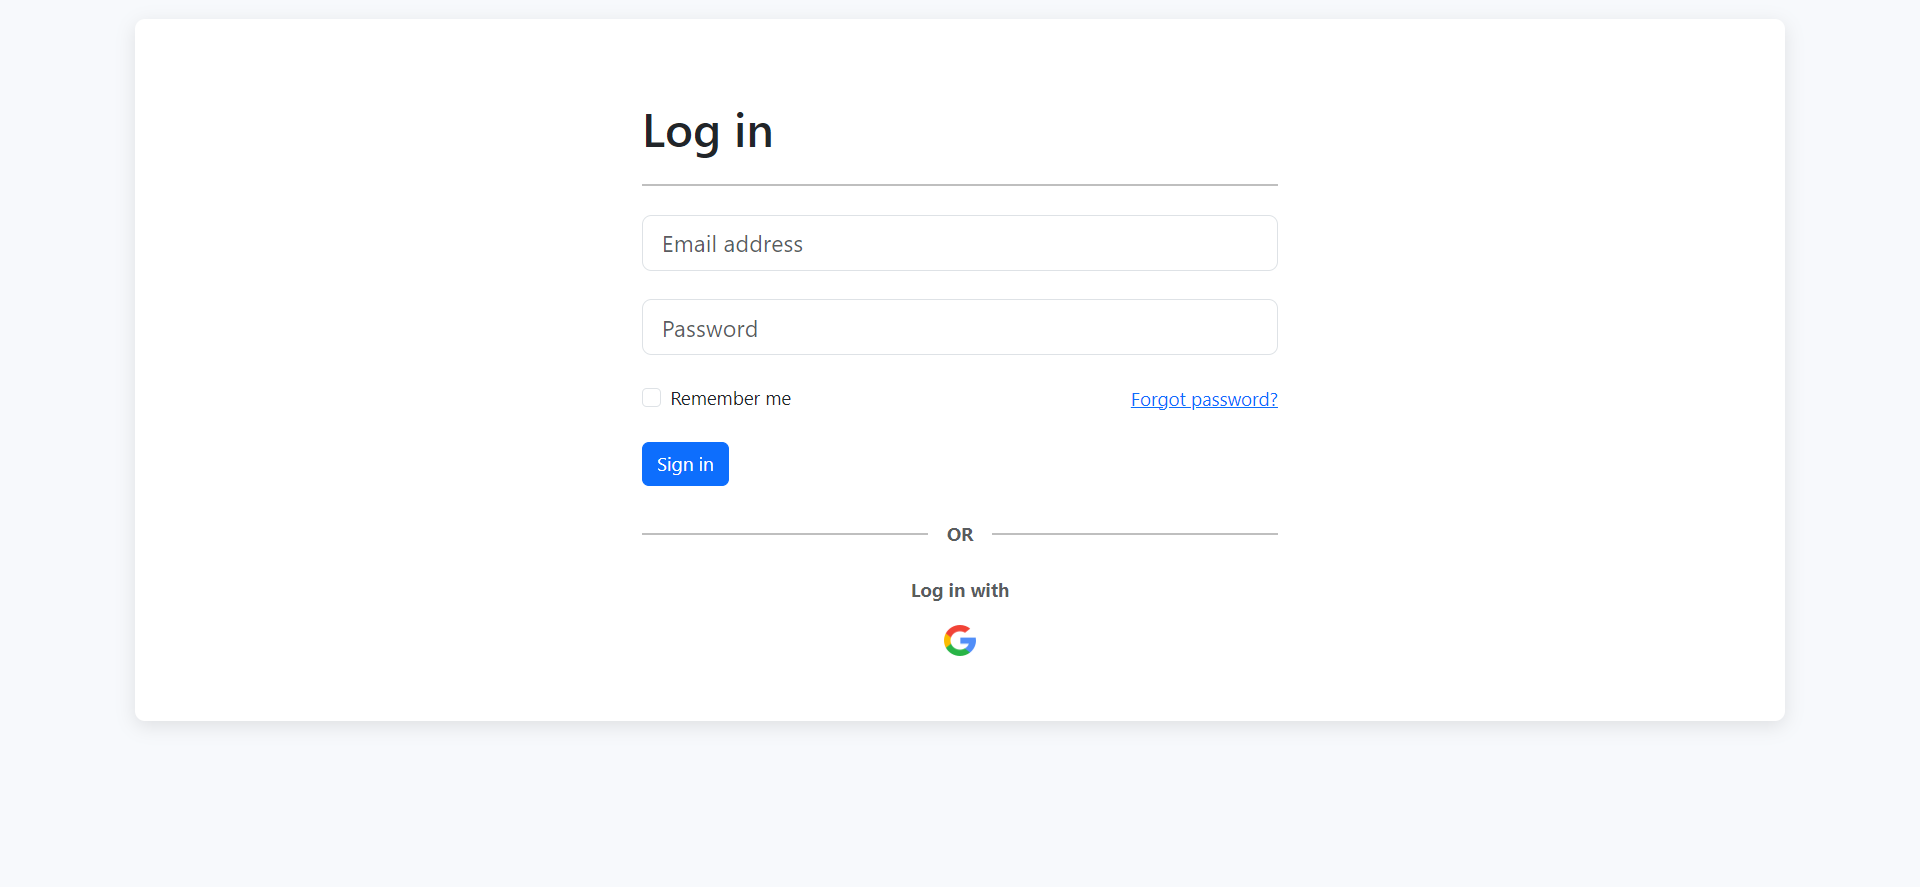 Log in
Email address
Password
Remember me
Forgot password?
Sign in
OR
Log in with